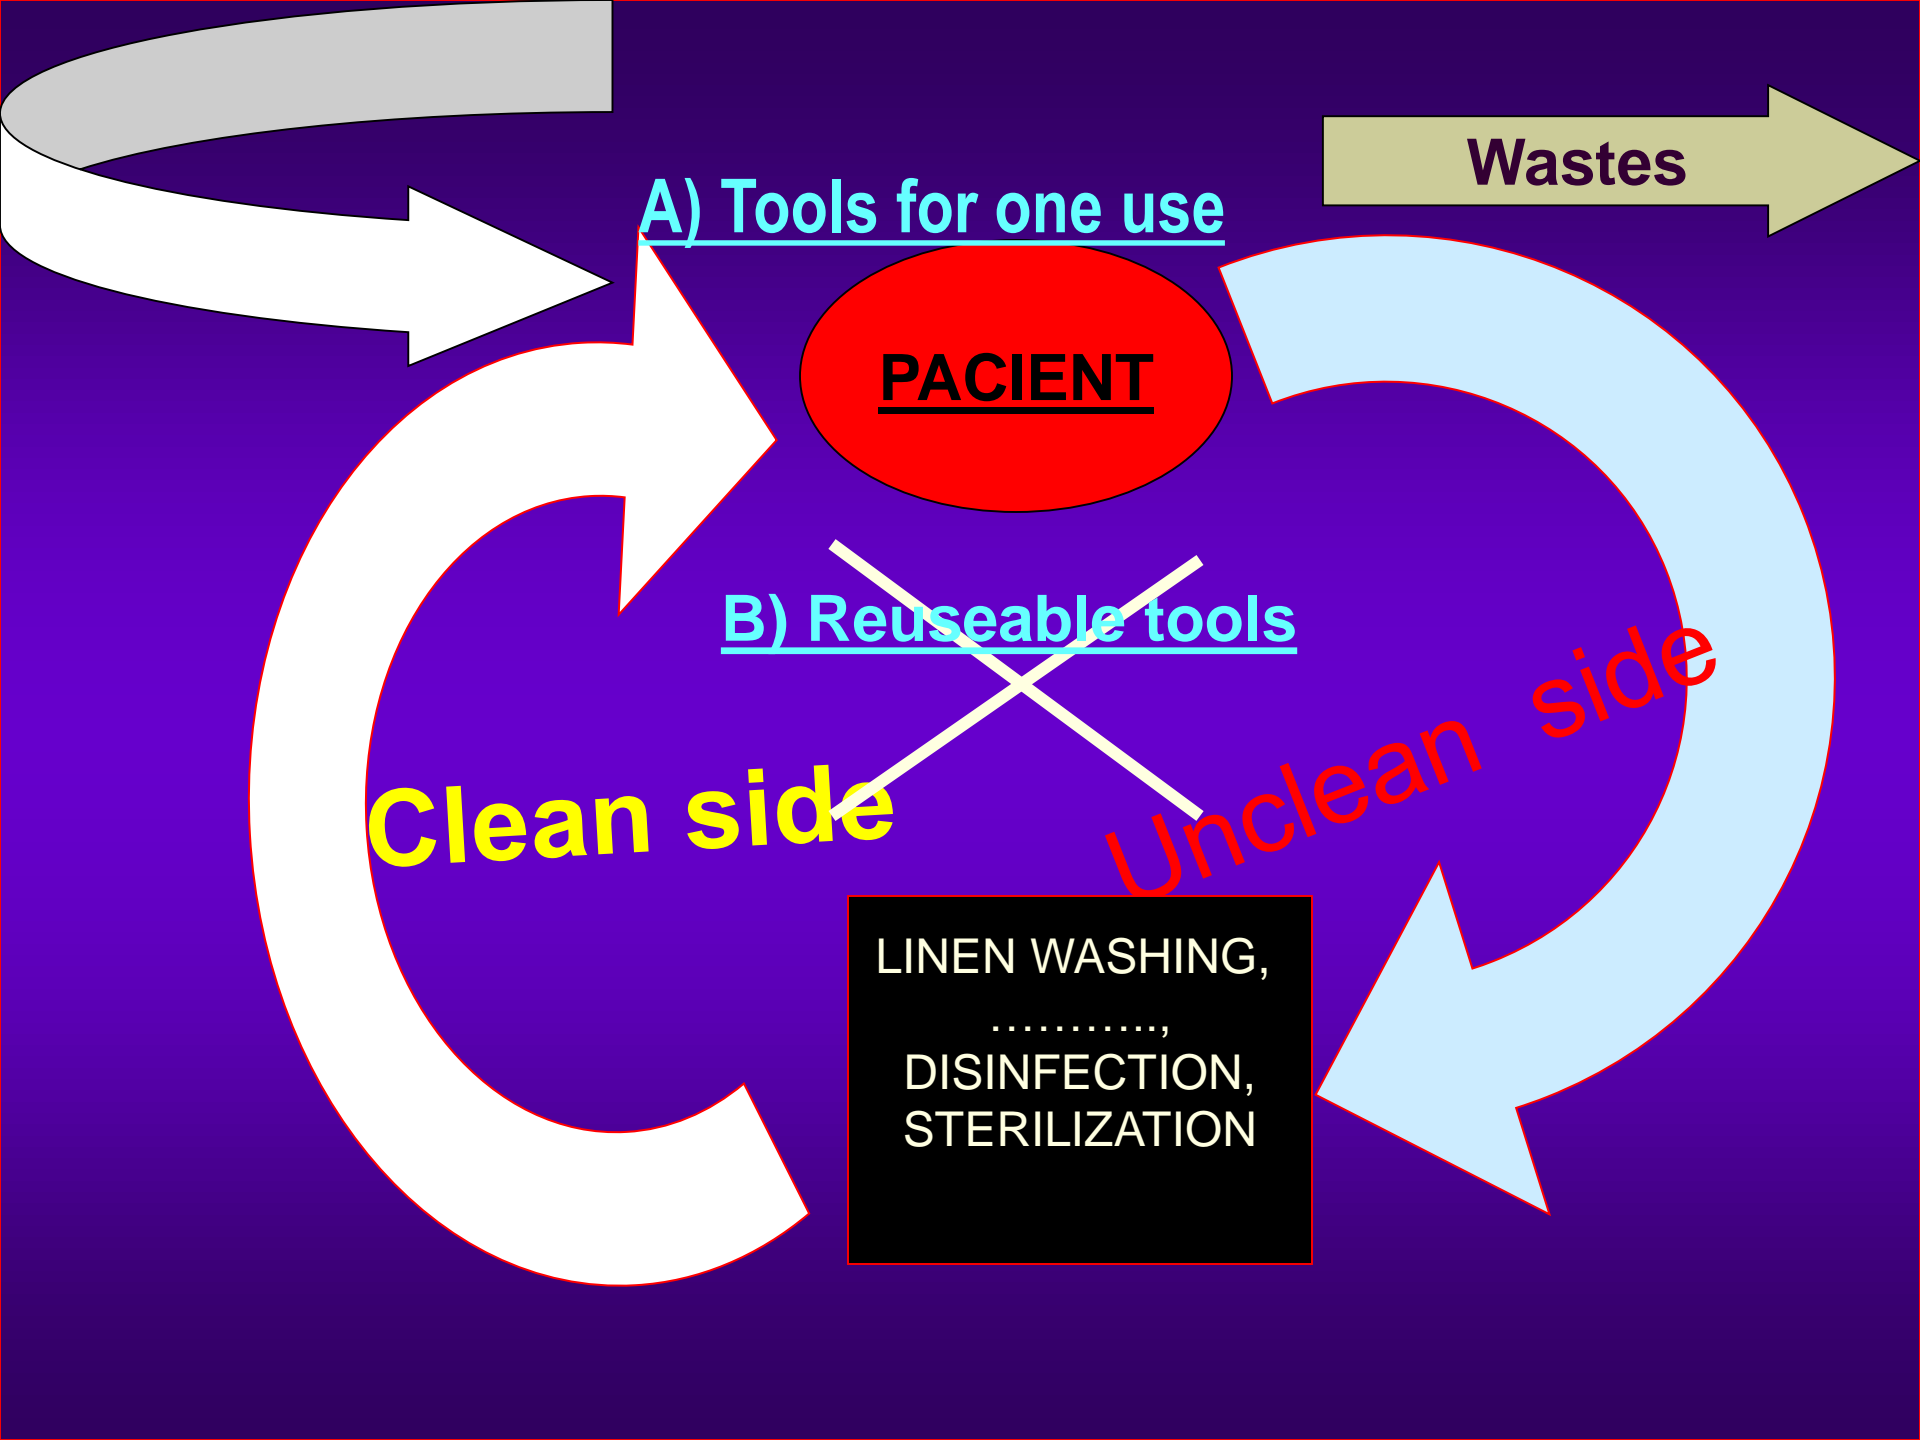 Wastes
A) Tools for one use
PACIENT
B) Reuseable tools
Clean side
Unclean side
LINEN WASHING,
………..,
DISINFECTION,
STERILIZATION